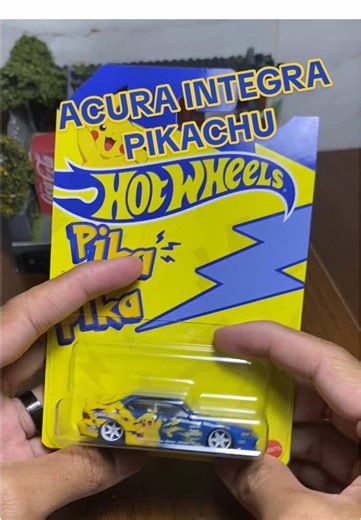 ACURA INTEGRA
PIKACHU
HOT WHEELS
Pika
Pika